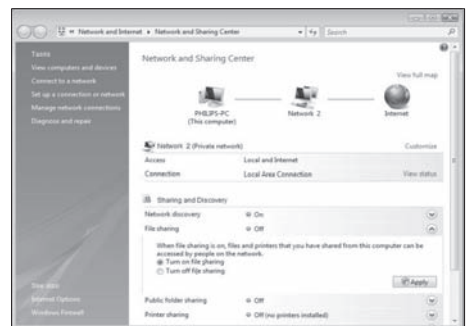 Network and Internet ▸ Network and Sharing Center
Search
Tasks
View computers and devices
Connect to a network
Set up a connection or network
Manage network connections
Diagnose and repair
See also
Internet Options
Windows Firewall
Network and Sharing Center
View full map
PHILIPS-PC
(This computer)
Network 2
Internet
Network 2 (Private network)
Customize
Access Local and Internet
Connection Local Area Connection View status
Sharing and Discovery
Network discovery On
File sharing Off
When file sharing is on, files and printers that you have shared from this computer can be
accessed by people on the network.
Turn on file sharing
Turn off file sharing
Apply
Public folder sharing Off
Printer sharing Off (no printers installed)